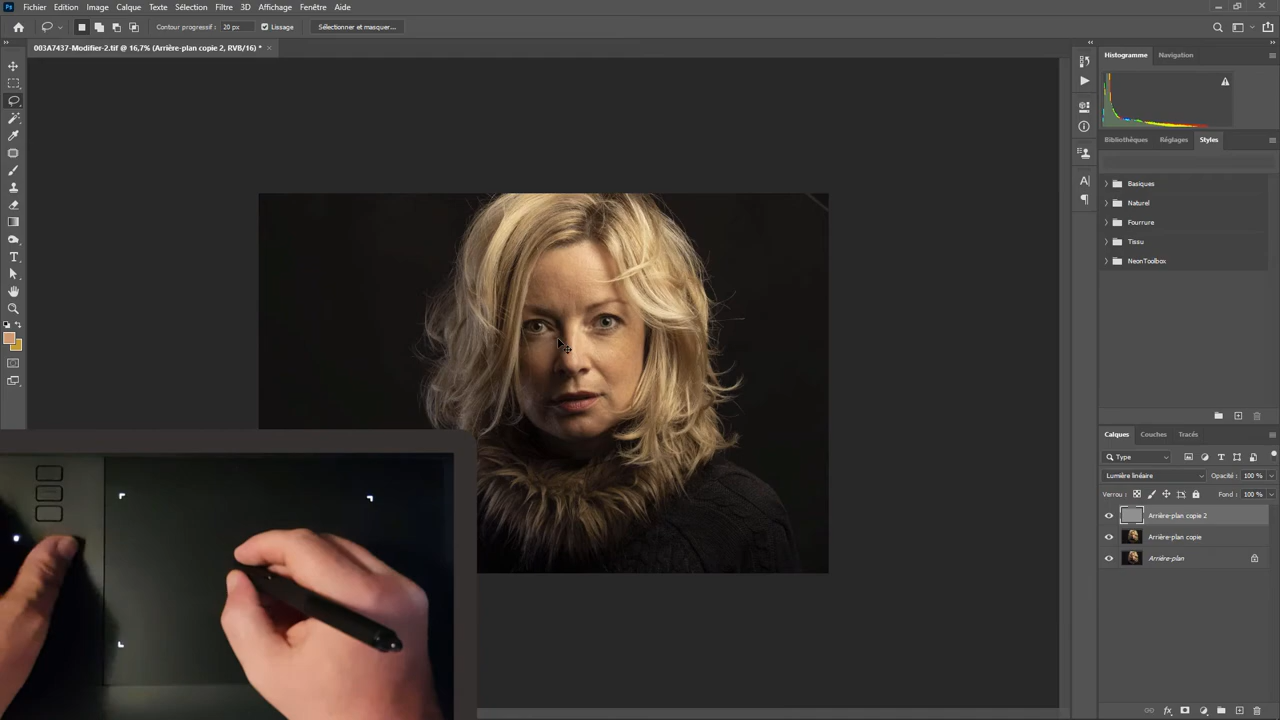 Ps Fichier Edition Image Calque Texte Sélection Filtre 3D Affichage Fenêtre Aide
Contour progressif : 20 px Lissage Sélectionner et masquer...
003A7437-Modifier-2.tif @ 16,7% (Arrière-plan copie 2, RVB/16) *
Histogramme Navigation
Bibliothèques Réglages Styles
Basiques
Naturel
Fourrure
Tissu
NeonToolbox
Calques Couches Tracés
Type
Lumière linéaire Opacité : 100 %
Verrou : Fond : 100 %
Arrière-plan copie 2
Arrière-plan copie
Arrière-plan